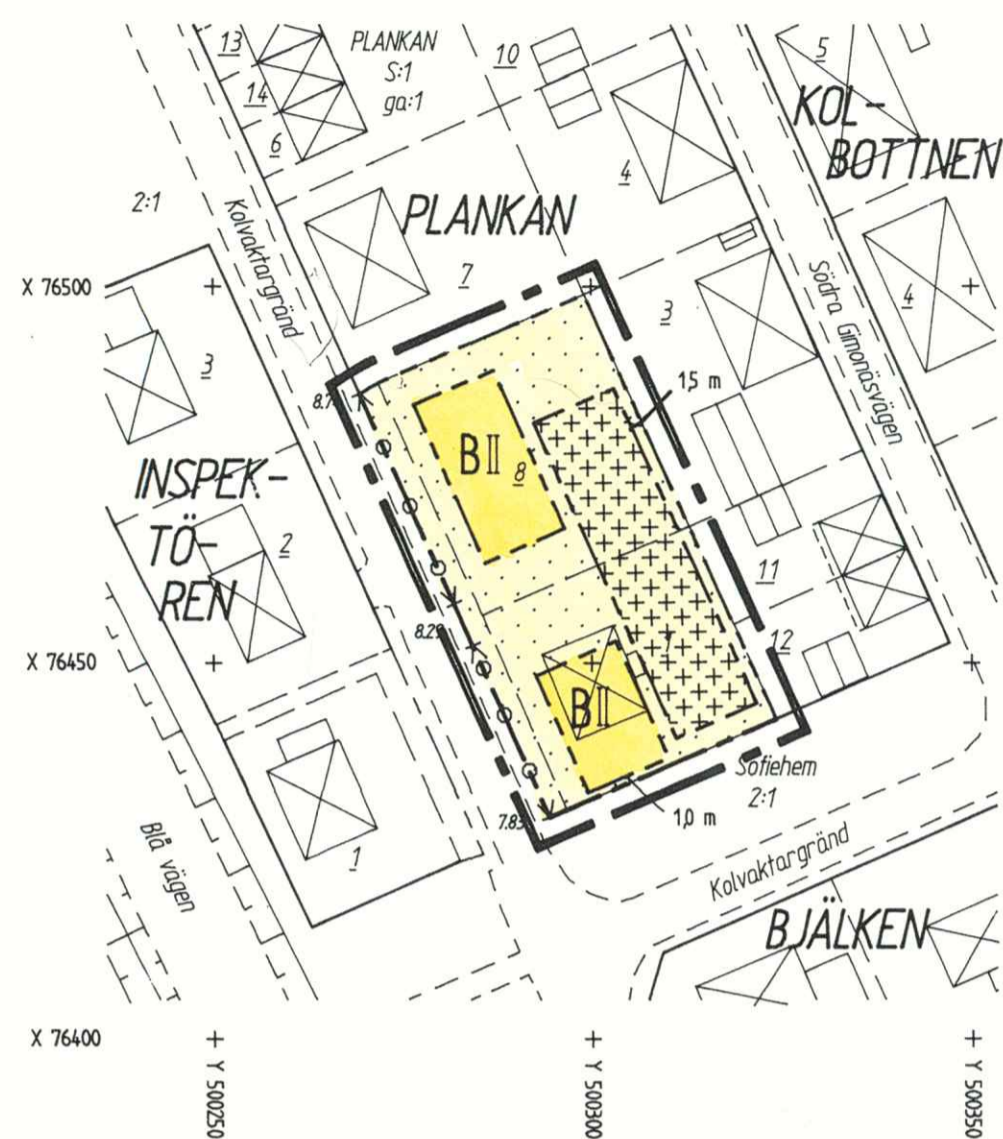 13
PLANKAN
S:1
ga:1
10
5
14
6
KOL-
BOTTNEN
4
2:1
Kolvaktargränd
PLANKAN
7
Södra Gimonäsvägen
X 76500
3
4
3
1,5 m
8.7
B II
8
INSPEK-
TÖ-
REN
2
11
8.29
12
X 76450
B II
Sofiehem
2:1
7.83
1,0 m
1
Blå vägen
Kolvaktargränd
BJÄLKEN
X 76400
Y 500250
Y 500300
Y 500350